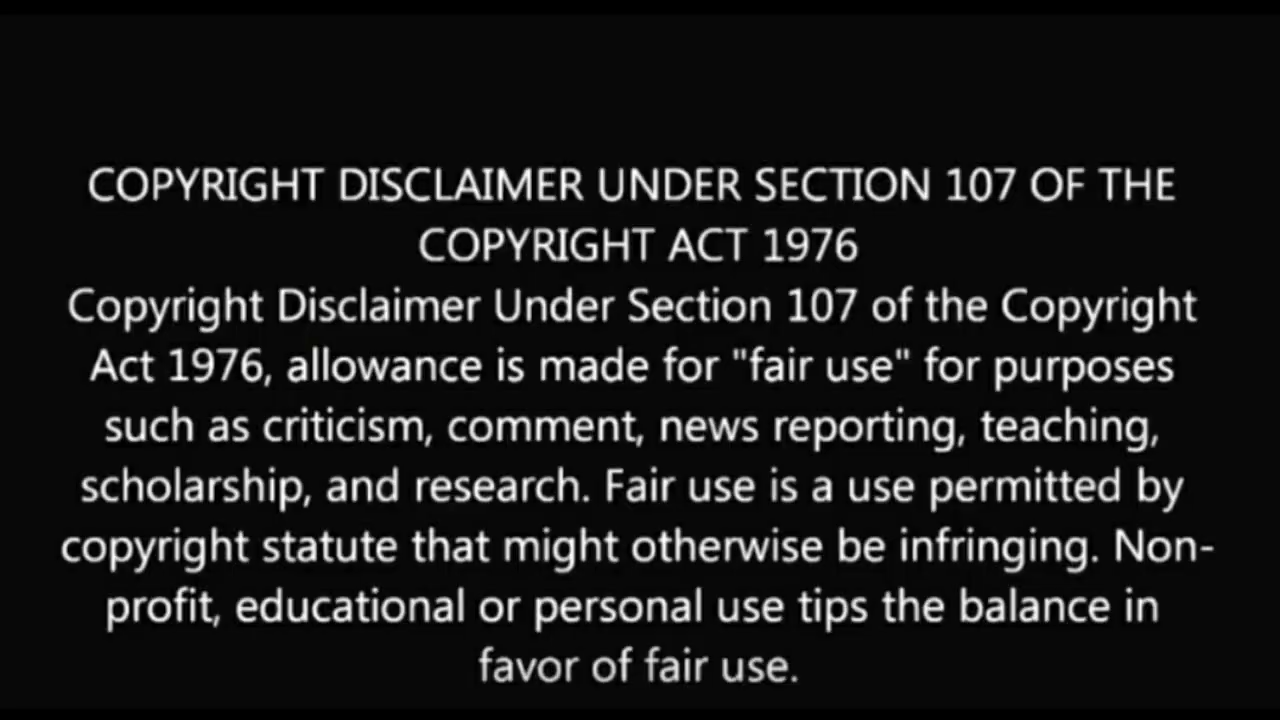 COPYRIGHT DISCLAIMER UNDER SECTION 107 OF THE
COPYRIGHT ACT 1976
Copyright Disclaimer Under Section 107 of the Copyright
Act 1976, allowance is made for "fair use" for purposes
such as criticism, comment, news reporting, teaching,
scholarship, and research. Fair use is a use permitted by
copyright statute that might otherwise be infringing. Non-
profit, educational or personal use tips the balance in
favor of fair use.